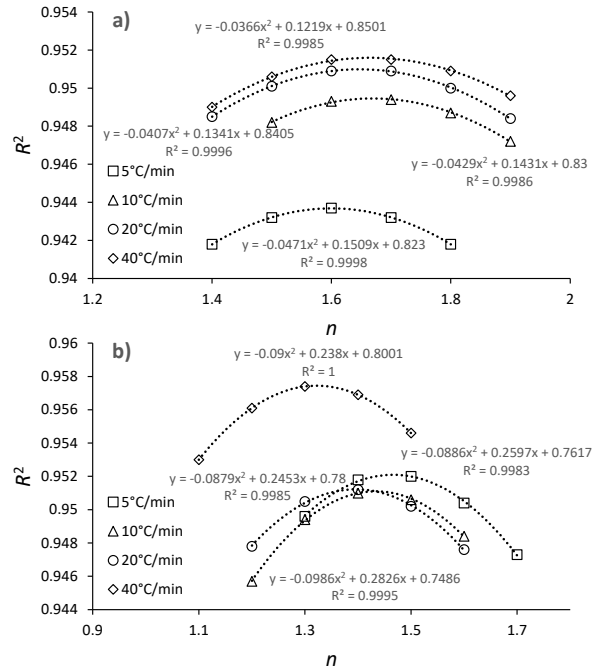 a)
y = -0.0366x² + 0.1219x + 0.8501
R² = 0.9985
y = -0.0407x² + 0.1341x + 0.8405
R² = 0.9996
y = -0.0429x² + 0.1431x + 0.83
R² = 0.9986
y = -0.0471x² + 0.1509x + 0.823
R² = 0.9998
5°C/min
10°C/min
20°C/min
40°C/min
R²
0.954
0.952
0.95
0.948
0.946
0.944
0.942
0.94
1.2 1.4 1.6 1.8 2
n
b)
y = -0.09x² + 0.238x + 0.8001
R² = 1
y = -0.0886x² + 0.2597x + 0.7617
R² = 0.9983
y = -0.0879x² + 0.2453x + 0.78
R² = 0.9985
y = -0.0986x² + 0.2826x + 0.7486
R² = 0.9995
5°C/min
10°C/min
20°C/min
40°C/min
R²
0.96
0.958
0.956
0.954
0.952
0.95
0.948
0.946
0.944
0.9 1.1 1.3 1.5 1.7
n